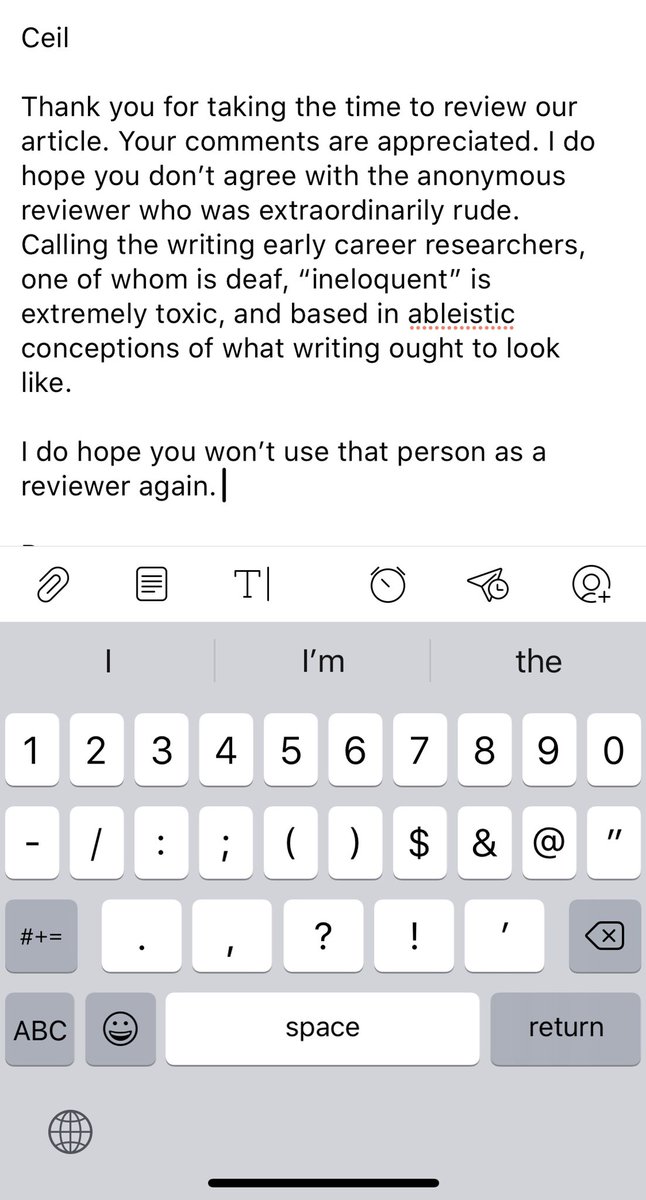 Ceil
Thank you for taking the time to review our
article. Your comments are appreciated. I do
hope you don’t agree with the anonymous
reviewer who was extraordinarily rude.
Calling the writing early career researchers,
one of whom is deaf, “ineloquent” is
extremely toxic, and based in ableistic
conceptions of what writing ought to look
like.
I do hope you won’t use that person as a
reviewer again.
T
I I’m the
1 2 3 4 5 6 7 8 9 0
- / : ; ( ) $ & @ "
#+= . , ? ! '
ABC space return